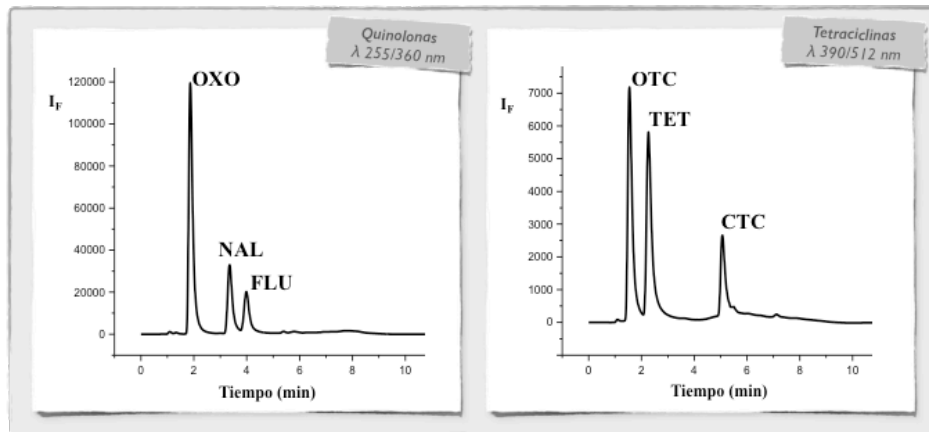 Quinolonas
λ 255/360 nm
OXO
NAL
FLU
I_F
120000
100000
80000
60000
40000
20000
0
0 2 4 6 8 10
Tiempo (min)
Tetraciclinas
λ 390/512 nm
OTC
TET
CTC
I_F
7000
6000
5000
4000
3000
2000
1000
0
0 2 4 6 8 10
Tiempo (min)